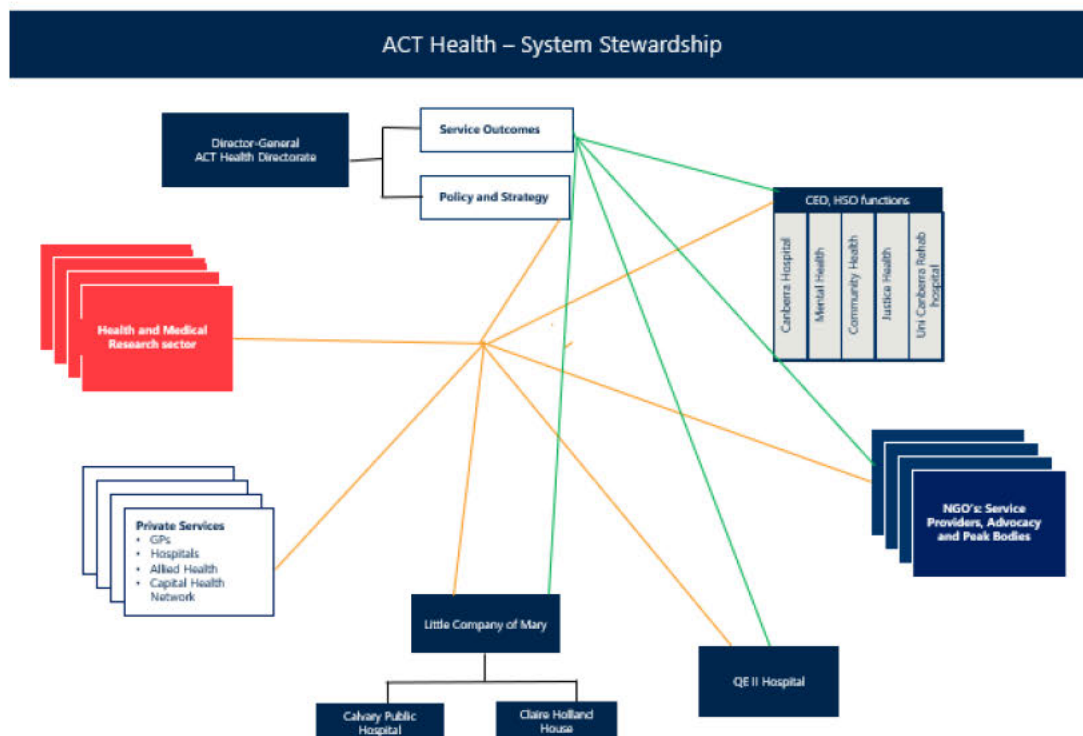 ACT Health – System Stewardship
Director-General
ACT Health Directorate
Service Outcomes
Policy and Strategy
CEO, HSO functions
Canberra Hospital
Mental Health
Community Health
Justice Health
Uni Canberra Rehab
hospital
Health and Medical
Research sector
Private Services
• GPs
• Hospitals
• Allied Health
• Capital Health
Network
NGO's: Service
Providers, Advocacy
and Peak Bodies
Little Company of Mary
QE II Hospital
Calvary Public
Hospital
Claire Holland
House